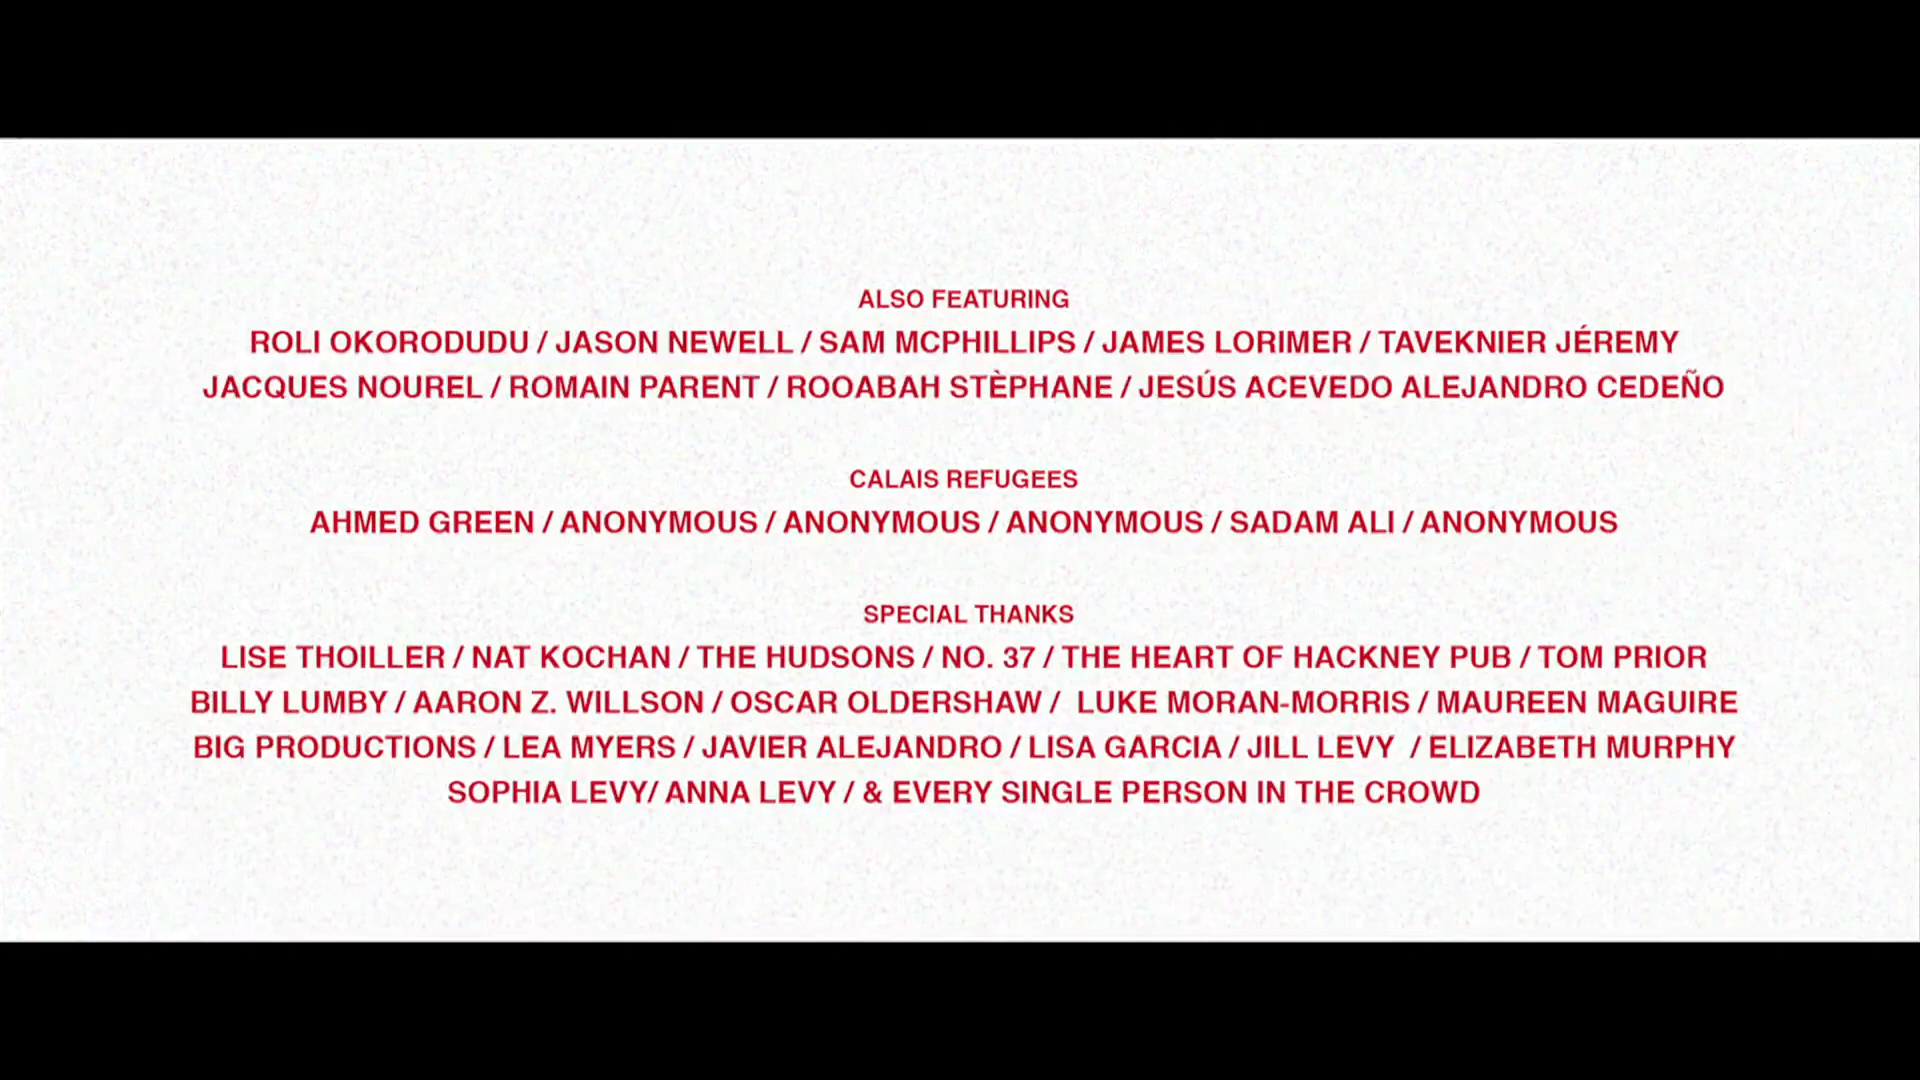 ALSO FEATURING
ROLI OKORODUDU / JASON NEWELL / SAM MCPHILLIPS / JAMES LORIMER / TAVEKNIER JÉREMY
JACQUES NOUREL / ROMAIN PARENT / ROOABAH STÈPHANE / JESÚS ACEVEDO ALEJANDRO CEDEÑO
CALAIS REFUGEES
AHMED GREEN / ANONYMOUS / ANONYMOUS / ANONYMOUS / SADAM ALI / ANONYMOUS
SPECIAL THANKS
LISE THOILLER / NAT KOCHAN / THE HUDSONS / NO. 37 / THE HEART OF HACKNEY PUB / TOM PRIOR
BILLY LUMBY / AARON Z. WILLSON / OSCAR OLDERSHAW /  LUKE MORAN-MORRIS / MAUREEN MAGUIRE
BIG PRODUCTIONS / LEA MYERS / JAVIER ALEJANDRO / LISA GARCIA / JILL LEVY  / ELIZABETH MURPHY
SOPHIA LEVY/ ANNA LEVY / & EVERY SINGLE PERSON IN THE CROWD